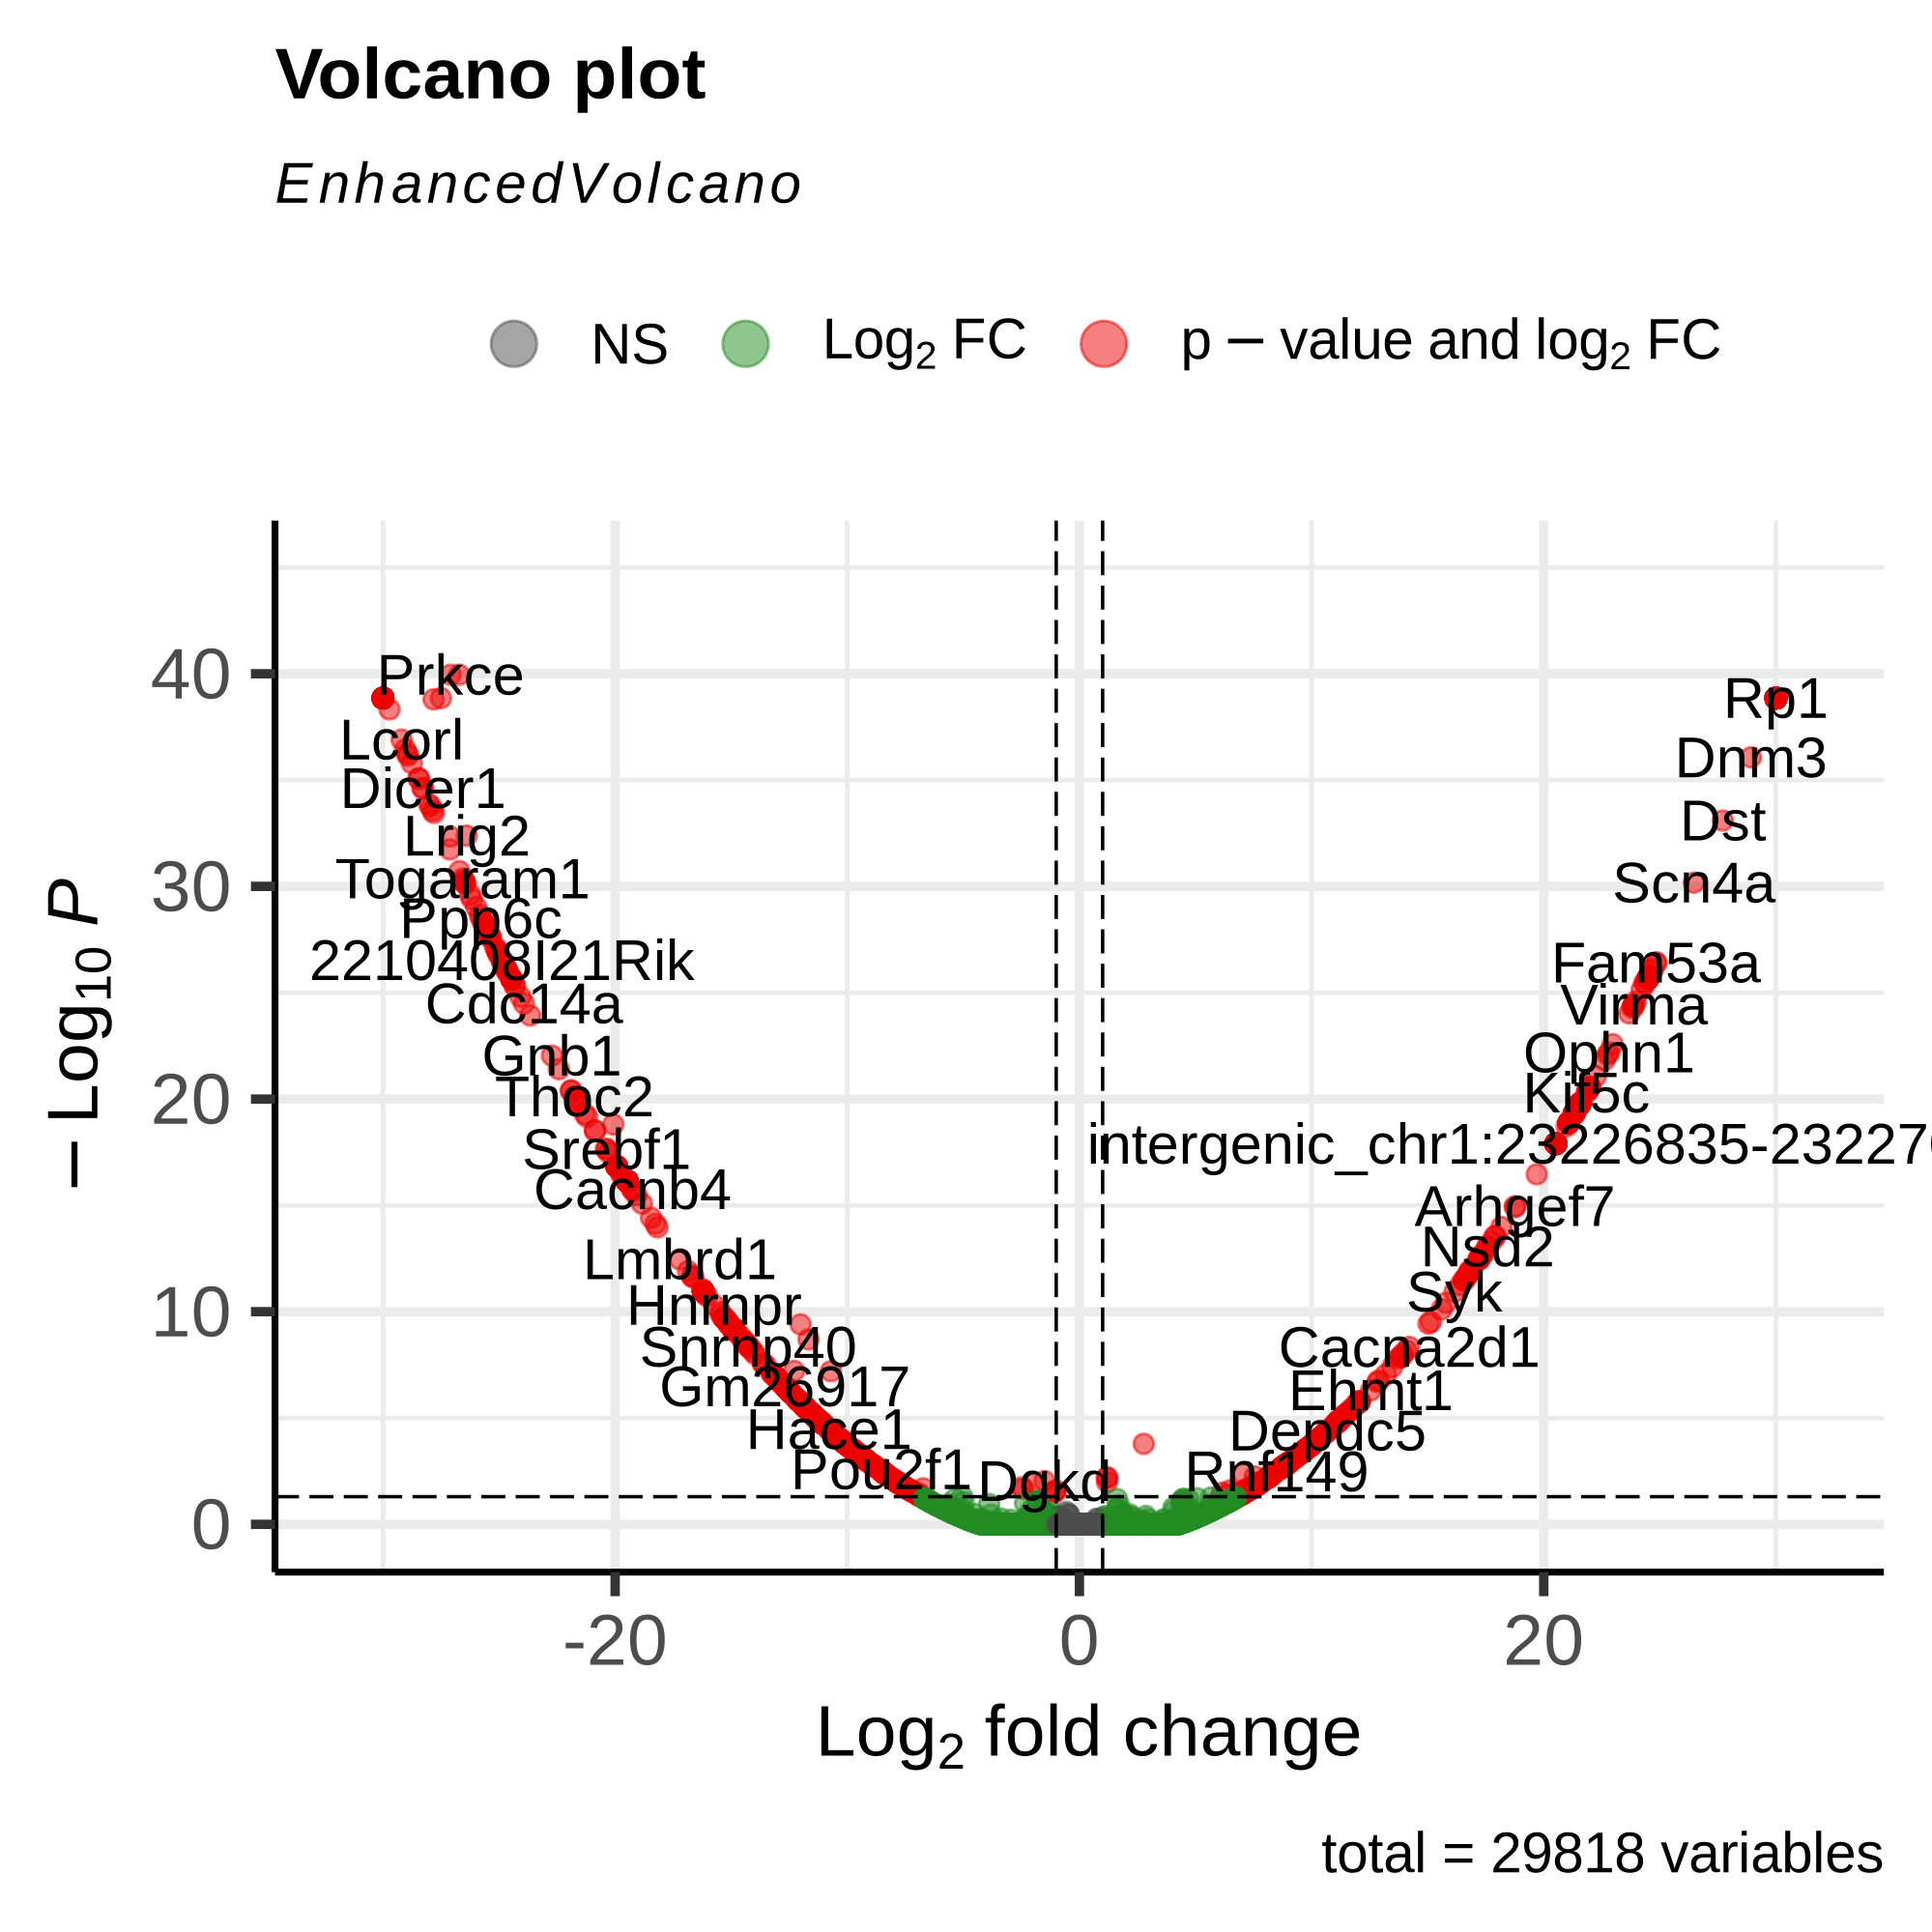 Volcano plot
EnhancedVolcano
NS
Log₂ FC
p − value and log₂ FC
− Log₁₀ P
40
30
20
10
0
Prkce
Rp1
Lcorl
Dnm3
Dicer1
Dst
Lrig2
Togaram1
Scn4a
Ppp6c
2210408I21Rik
Fam53a
Cdc14a
Virma
Gnb1
Ophn1
Thoc2
Kif5c
Srebf1
intergenic_chr1:23226835-23227
Cacnb4
Arhgef7
Lmbrd1
Nsd2
Hnrnpr
Syk
Snrnp40
Cacna2d1
Gm26917
Ehmt1
Hace1
Depdc5
Pou2f1
Dgkd
Rnf149
-20
0
20
Log₂ fold change
total = 29818 variables